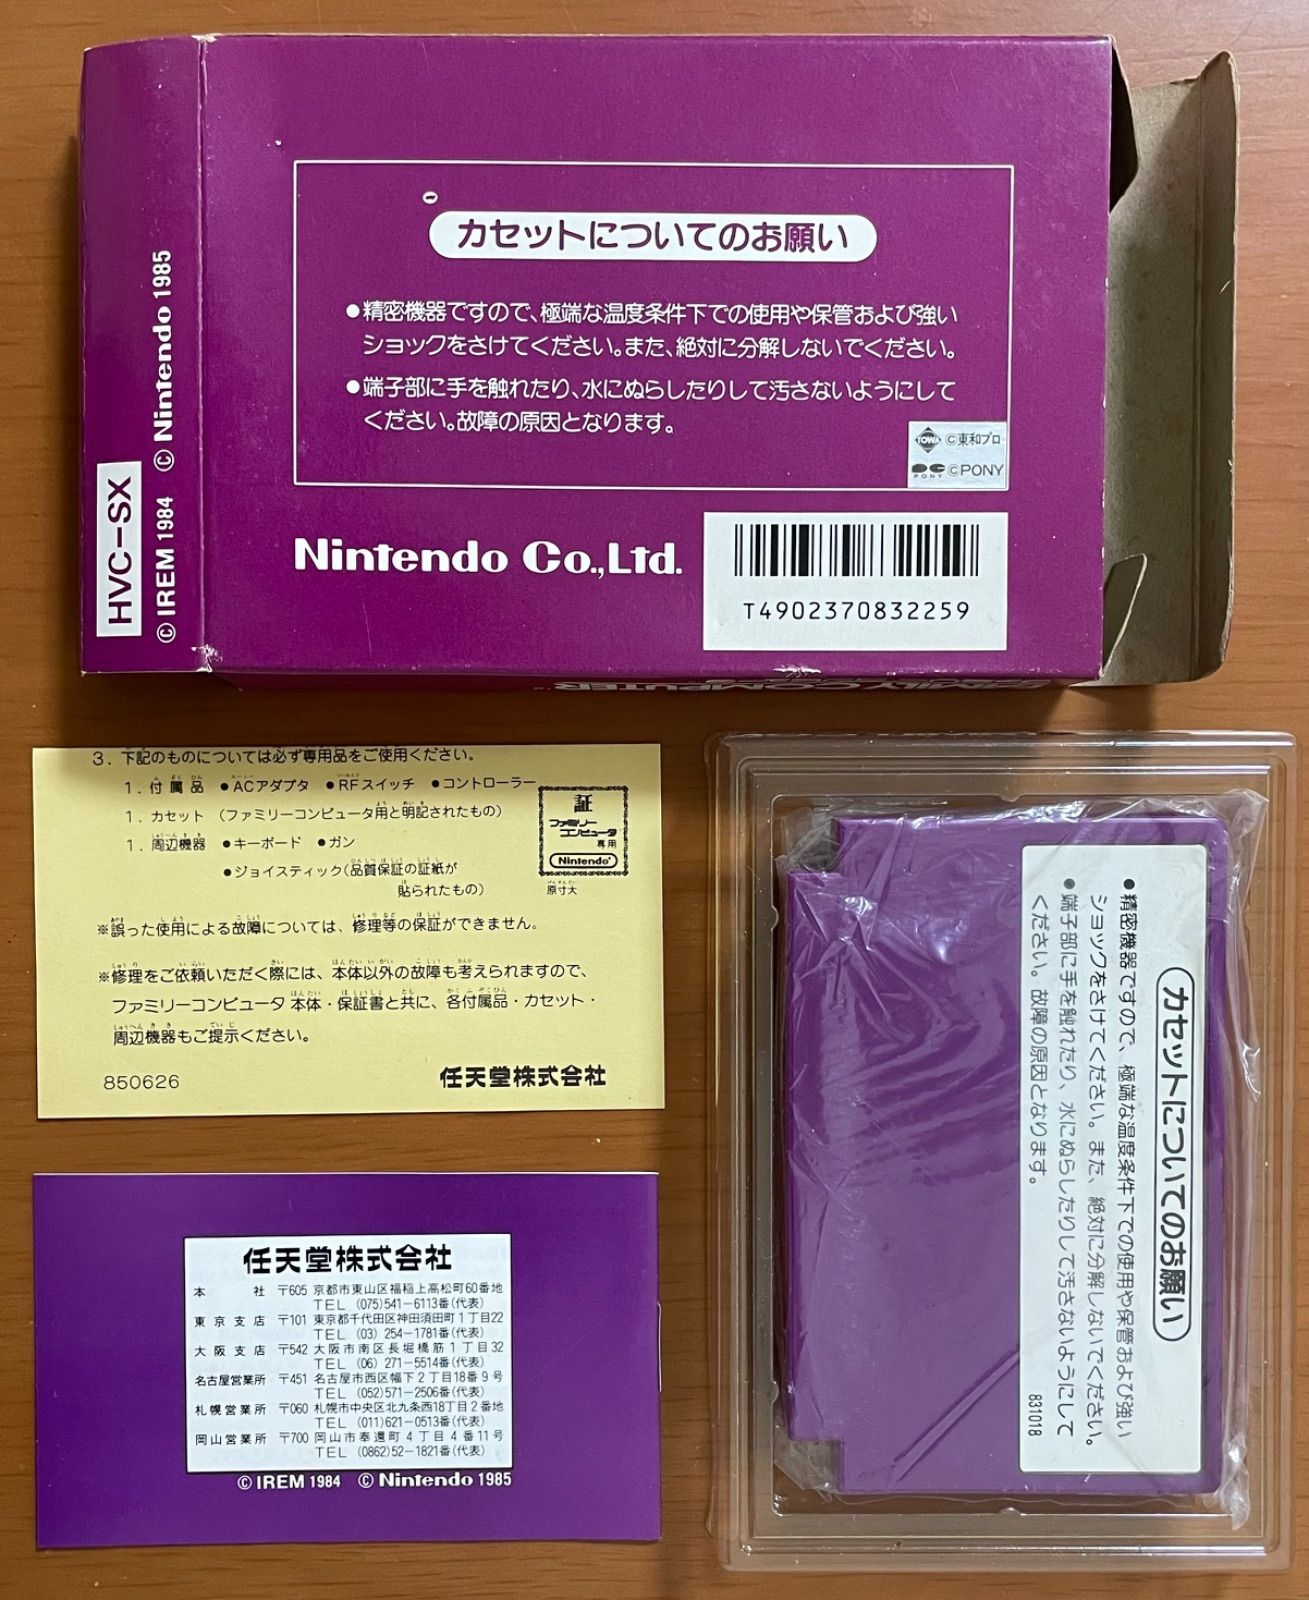 HVC-SX
© IREM 1984 © Nintendo 1985
カセットについてのお願い
●精密機器ですので、極端な温度条件下での使用や保管および強い
ショックをさけてください。また、絶対に分解しないでください。
●端子部に手を触れたり、水にぬらしたりして汚さないようにして
ください。故障の原因となります。
TOWA ©東和プロ
PONY ©PONY
Nintendo Co.,Ltd.
T4902370832259
FAMILY COMPUTER
3. 下記のものについては必ず専用品をご使用ください。
1. 付属品 ●ACアダプタ ●RFスイッチ ●コントローラー
1. カセット (ファミリーコンピュータ用と明記されたもの)
1. 周辺機器 ●キーボード ●ガン
●ジョイスティック(品質保証の証紙が
貼られたもの)
証
ファミリー
コンピュータ
専用
Nintendo
原寸大
※誤った使用による故障については、修理等の保証ができません。
※修理をご依頼いただく際には、本体以外の故障も考えられますので、
ファミリーコンピュータ本体・保証書と共に、各付属品・カセット・
周辺機器もご提示ください。
850626
任天堂株式会社
任天堂株式会社
本社 〒605 京都市東山区福稲上高松町60番地
TEL (075)541-6113番(代表)
東京支店 〒101 東京都千代田区神田須田町1丁目22
TEL (03) 254-1781番(代表)
大阪支店 〒542 大阪市南区長堀橋筋1丁目32
TEL (06) 271-5514番(代表)
名古屋営業所 〒451 名古屋市西区幅下2丁目18番9号
TEL (052)571-2506番(代表)
札幌営業所 〒060 札幌市中央区北九条西18丁目2番地
TEL (011)621-0513番(代表)
岡山営業所 〒700 岡山市奉還町4丁目4番11号
TEL (0862)52-1821番(代表)
© IREM 1984 © Nintendo 1985
カセットについてのお願い
●精密機器ですので、極端な温度条件下での使用や保管および強い
ショックをさけてください。また、絶対に分解しないでください。
●端子部に手を触れたり、水にぬらしたりして汚さないようにして
ください。故障の原因となります。
831018